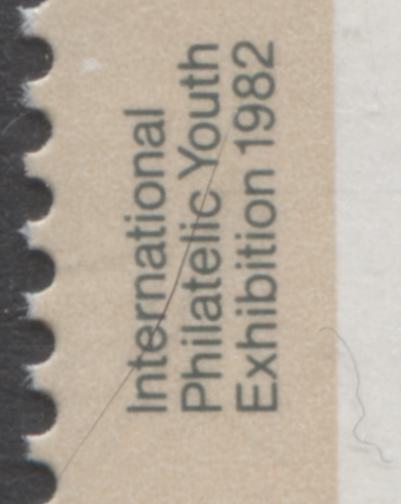 International
Philatelic Youth
Exhibition 1982